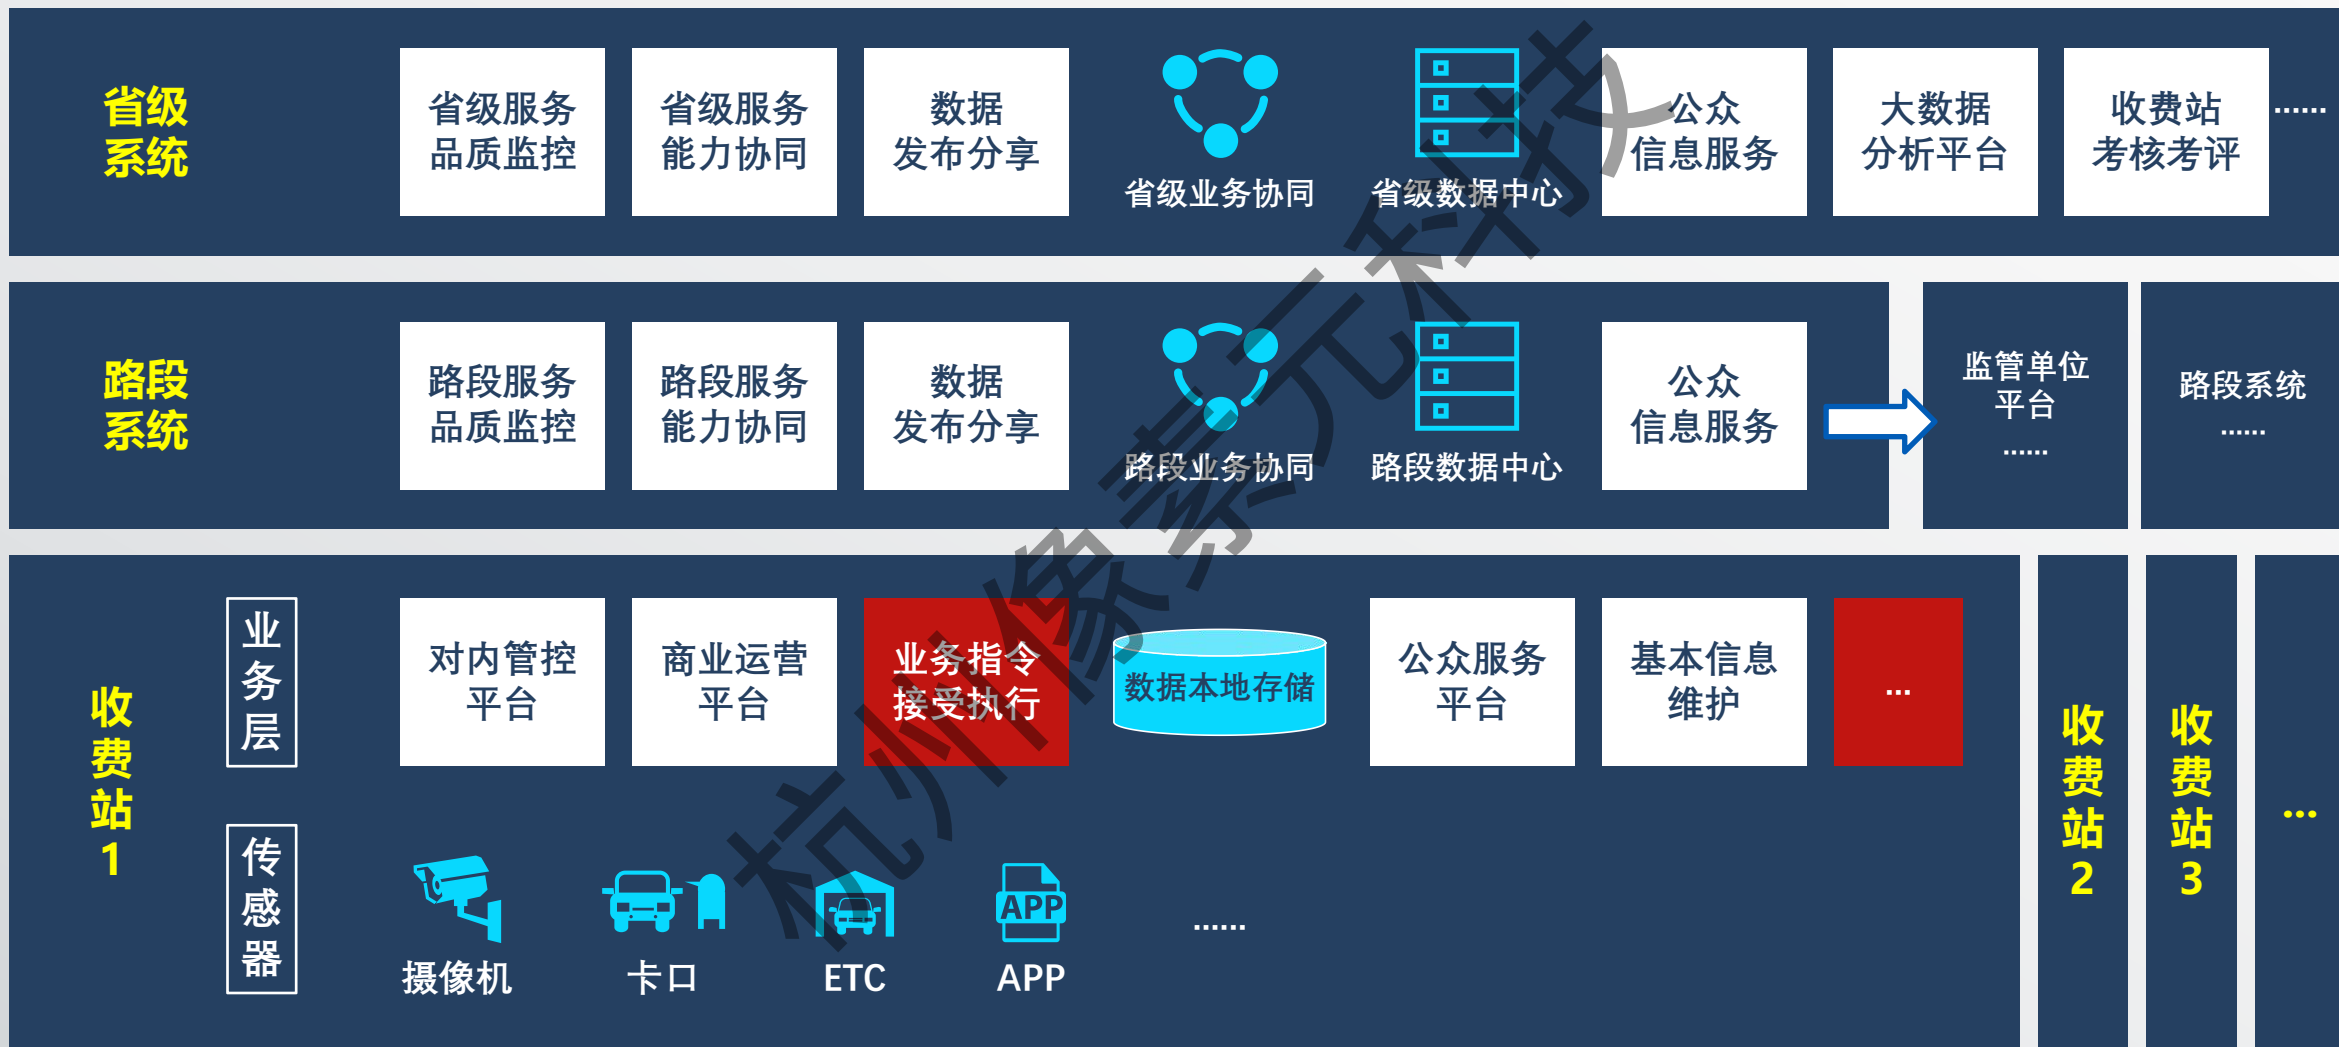 省级
系统
省级服务
品质监控
省级服务
能力协同
数据
发布分享
省级业务协同
省级数据中心
公众
信息服务
大数据
分析平台
收费站
考核考评
......
路段
系统
路段服务
品质监控
路段服务
能力协同
数据
发布分享
路段业务协同
路段数据中心
公众
信息服务
监管单位
平台
......
路段系统
......
收费站1
业务层
对内管控
平台
商业运营
平台
业务指令
接受执行
数据本地存储
公众服务
平台
基本信息
维护
...
传感器
摄像机
卡口
ETC
APP
APP
......
收费站2
收费站3
...
杭州像素元科技